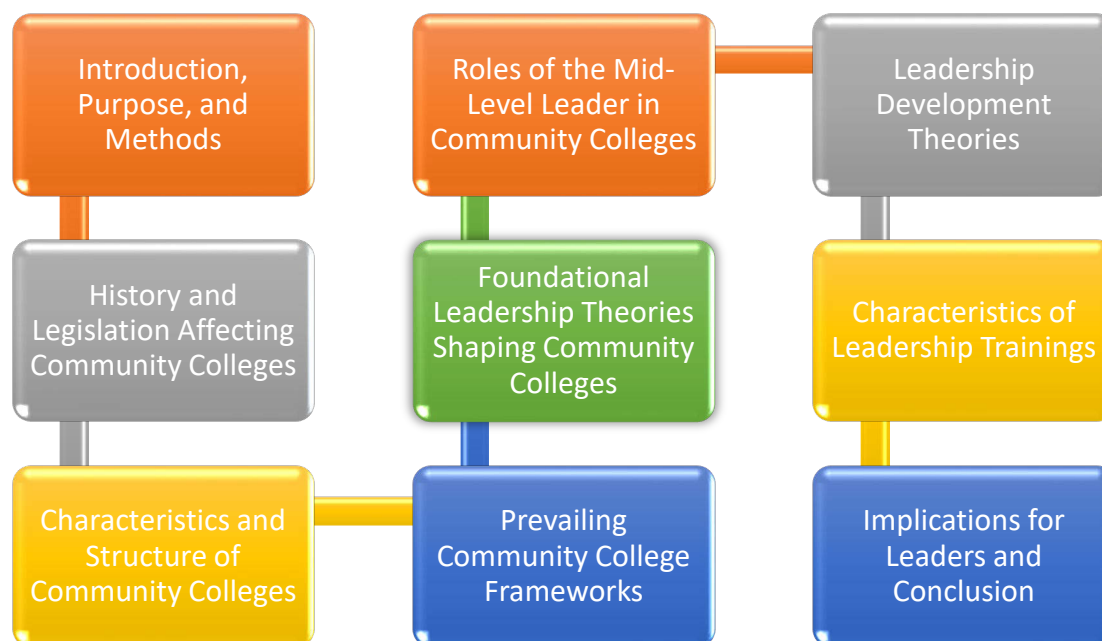 Introduction,
Purpose, and
Methods
History and
Legislation Affecting
Community Colleges
Characteristics and
Structure of
Community Colleges
Prevailing
Community College
Frameworks
Foundational
Leadership Theories
Shaping Community
Colleges
Roles of the Mid-
Level Leader in
Community Colleges
Leadership
Development
Theories
Characteristics of
Leadership Trainings
Implications for
Leaders and
Conclusion